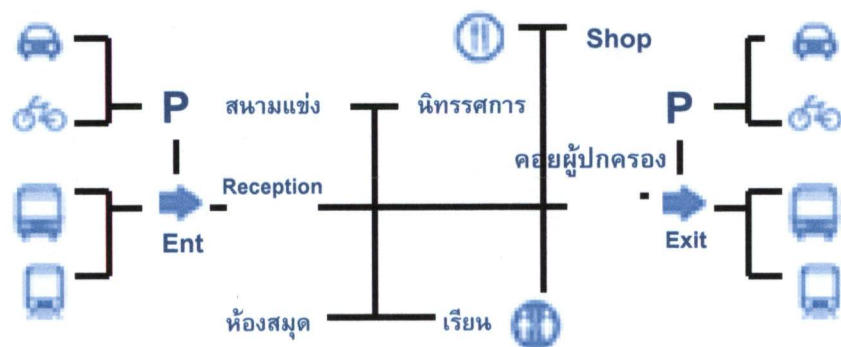 Shop
P
สนามแข่ง
นิทรรศการ
P
คอยผู้ปกครอง
Reception
Ent
Exit
ห้องสมุด
เรียน